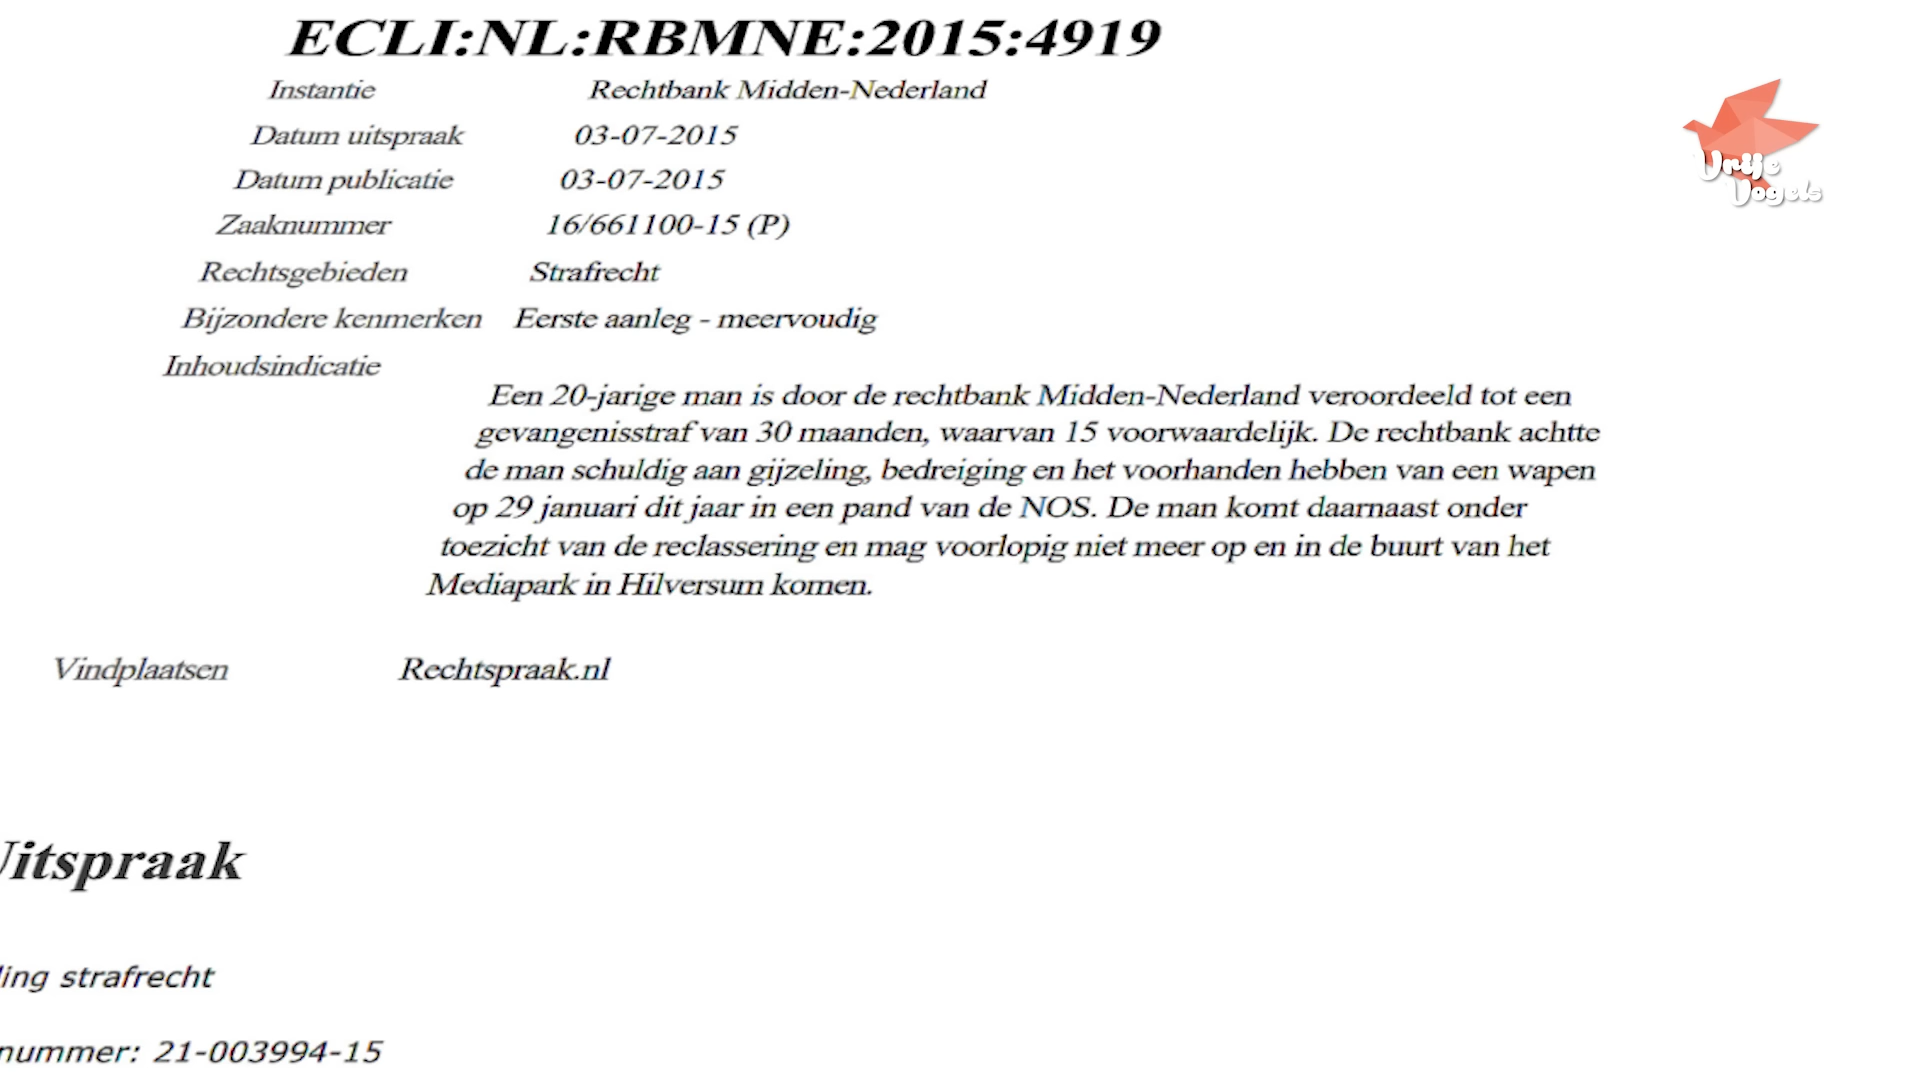 ECLI:NL:RBMNE:2015:4919
Instantie Rechtbank Midden-Nederland
Datum uitspraak 03-07-2015
Datum publicatie 03-07-2015
Zaaknummer 16/661100-15 (P)
Rechtsgebieden Strafrecht
Bijzondere kenmerken Eerste aanleg - meervoudig
Inhoudsindicatie
Een 20-jarige man is door de rechtbank Midden-Nederland veroordeeld tot een
gevangenisstraf van 30 maanden, waarvan 15 voorwaardelijk. De rechtbank achtte
de man schuldig aan gijzeling, bedreiging en het voorhanden hebben van een wapen
op 29 januari dit jaar in een pand van de NOS. De man komt daarnaast onder
toezicht van de reclassering en mag voorlopig niet meer op en in de buurt van het
Mediapark in Hilversum komen.
Vindplaatsen Rechtspraak.nl
Uitspraak
ling strafrecht
nummer: 21-003994-15
Vrije
Vogels